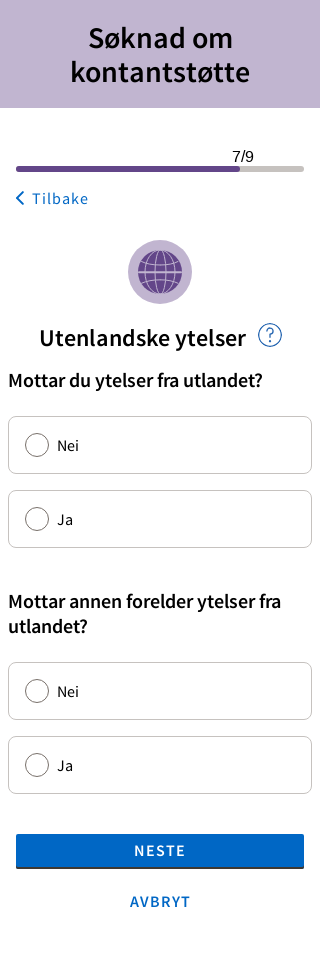 Søknad om
kontantstøtte
7/9
Tilbake
Utenlandske ytelser ?
Mottar du ytelser fra utlandet?
Nei
Ja
Mottar annen forelder ytelser fra
utlandet?
Nei
Ja
NESTE
AVBRYT